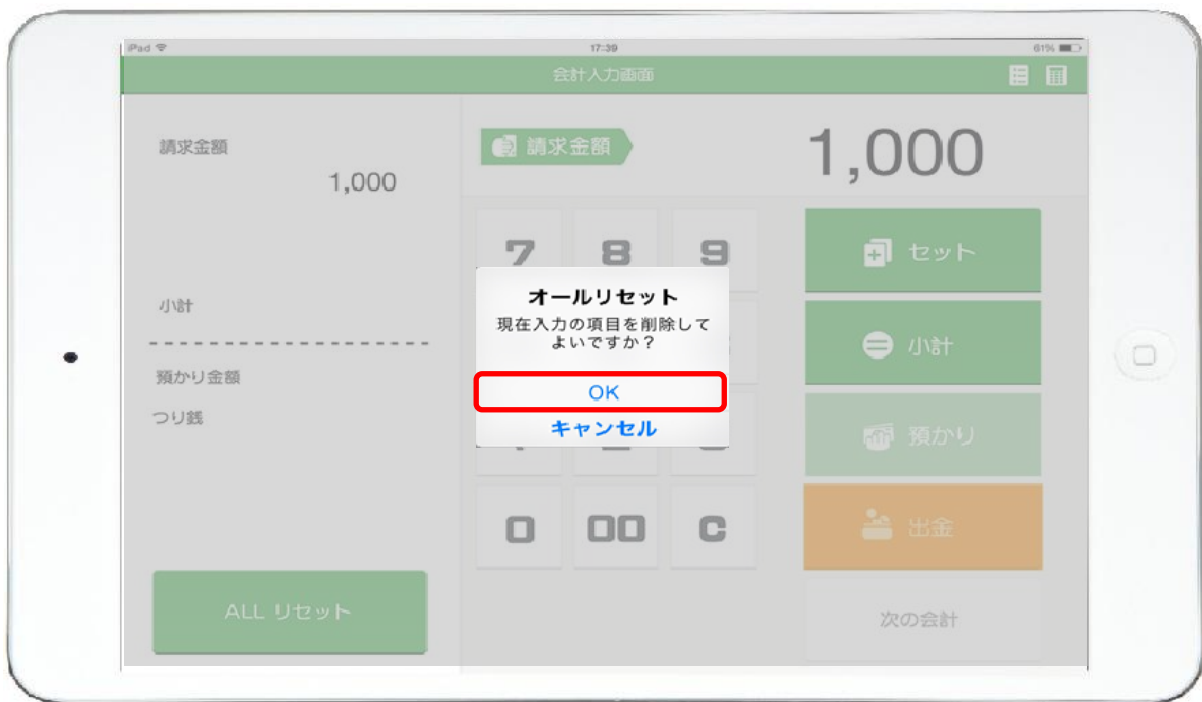 iPad
17:39
61%
会計入力画面
請求金額
1,000
小計
預かり金額
つり銭
ALL リセット
請求金額
1,000
7 8 9
オールリセット
現在入力の項目を削除して
よいですか？
OK
キャンセル
0 00 C
セット
小計
預かり
出金
次の会計